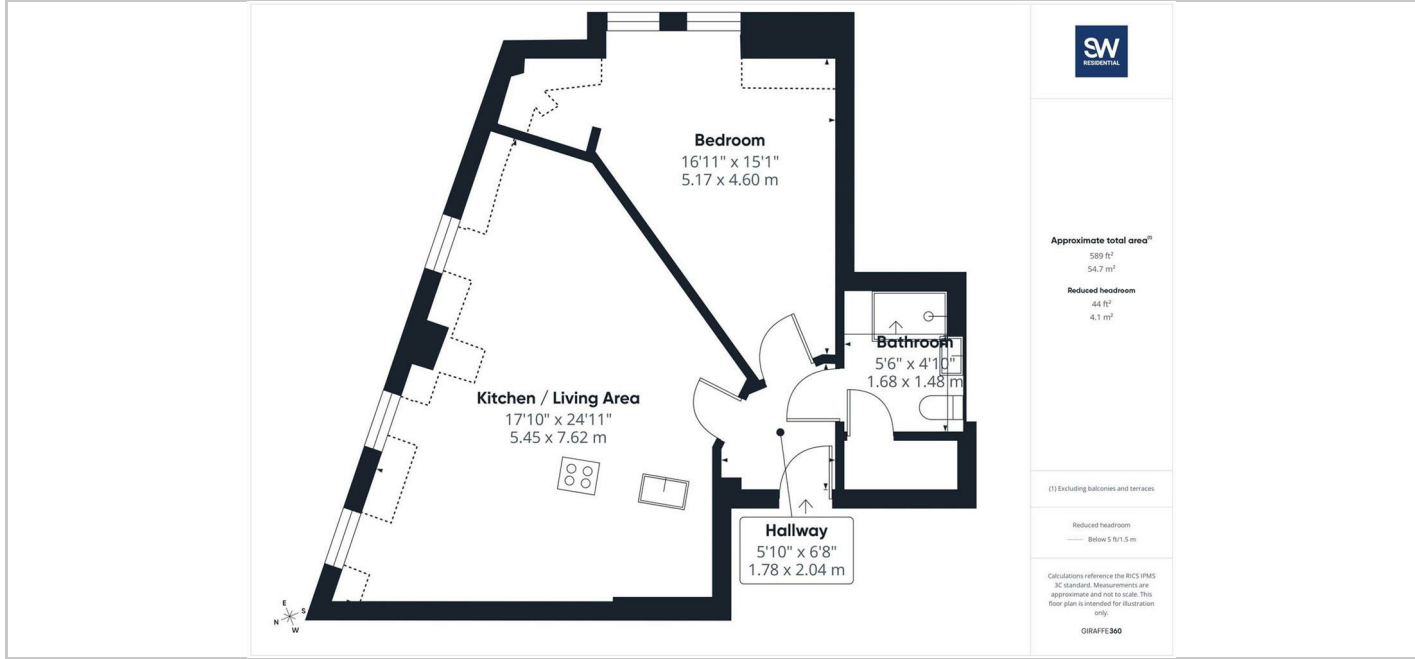 Bedroom
16'11" x 15'1"
5.17 x 4.60 m
Kitchen / Living Area
17'10" x 24'11"
5.45 x 7.62 m
Bathroom
5'6" x 4'10"
1.68 x 1.48 m
Hallway
5'10" x 6'8"
1.78 x 2.04 m
E
N S
W
SW
RESIDENTIAL
Approximate total area(1)
589 ft²
54.7 m²
Reduced headroom
44 ft²
4.1 m²
(1) Excluding balconies and terraces
Reduced headroom
Below 5 ft/1.5 m
Calculations reference the RICS IPMS
3C standard. Measurements are
approximate and not to scale. This
floor plan is intended for illustration
only.
GIRAFFE360